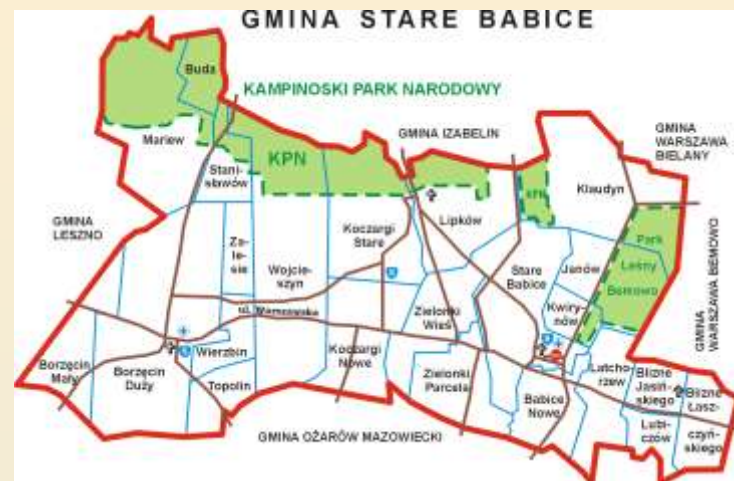 GMINA STARE BABICE
Buda
KAMPINOSKI PARK NARODOWY
GMINA IZABELIN
GMINA
WARSZAWA
BIELANY
Mariew
KPN
Stani-
sławów
KPN
Klaudyn
GMINA
LESZNO
Lipków
Koczargi
Stare
Za-
lesie
Wojcie-
szyn
Stare
Babice
Janów
Park
Leśny
Bemowo
GMINA
WARSZAWA BEMOWO
Kwiry-
nów
Zielonki
Wieś
ul. Warszawska
Borzęcin
Mały
Borzęcin
Duży
Wierzbin
Topolin
Koczargi
Nowe
Zielonki
Parcela
Babice
Nowe
Latcho-
rzew
Blizne
Jasiń-
skiego
Blizne
Łasz-
czyń-
skiego
Lubi-
czów
GMINA OŻARÓW MAZOWIECKI